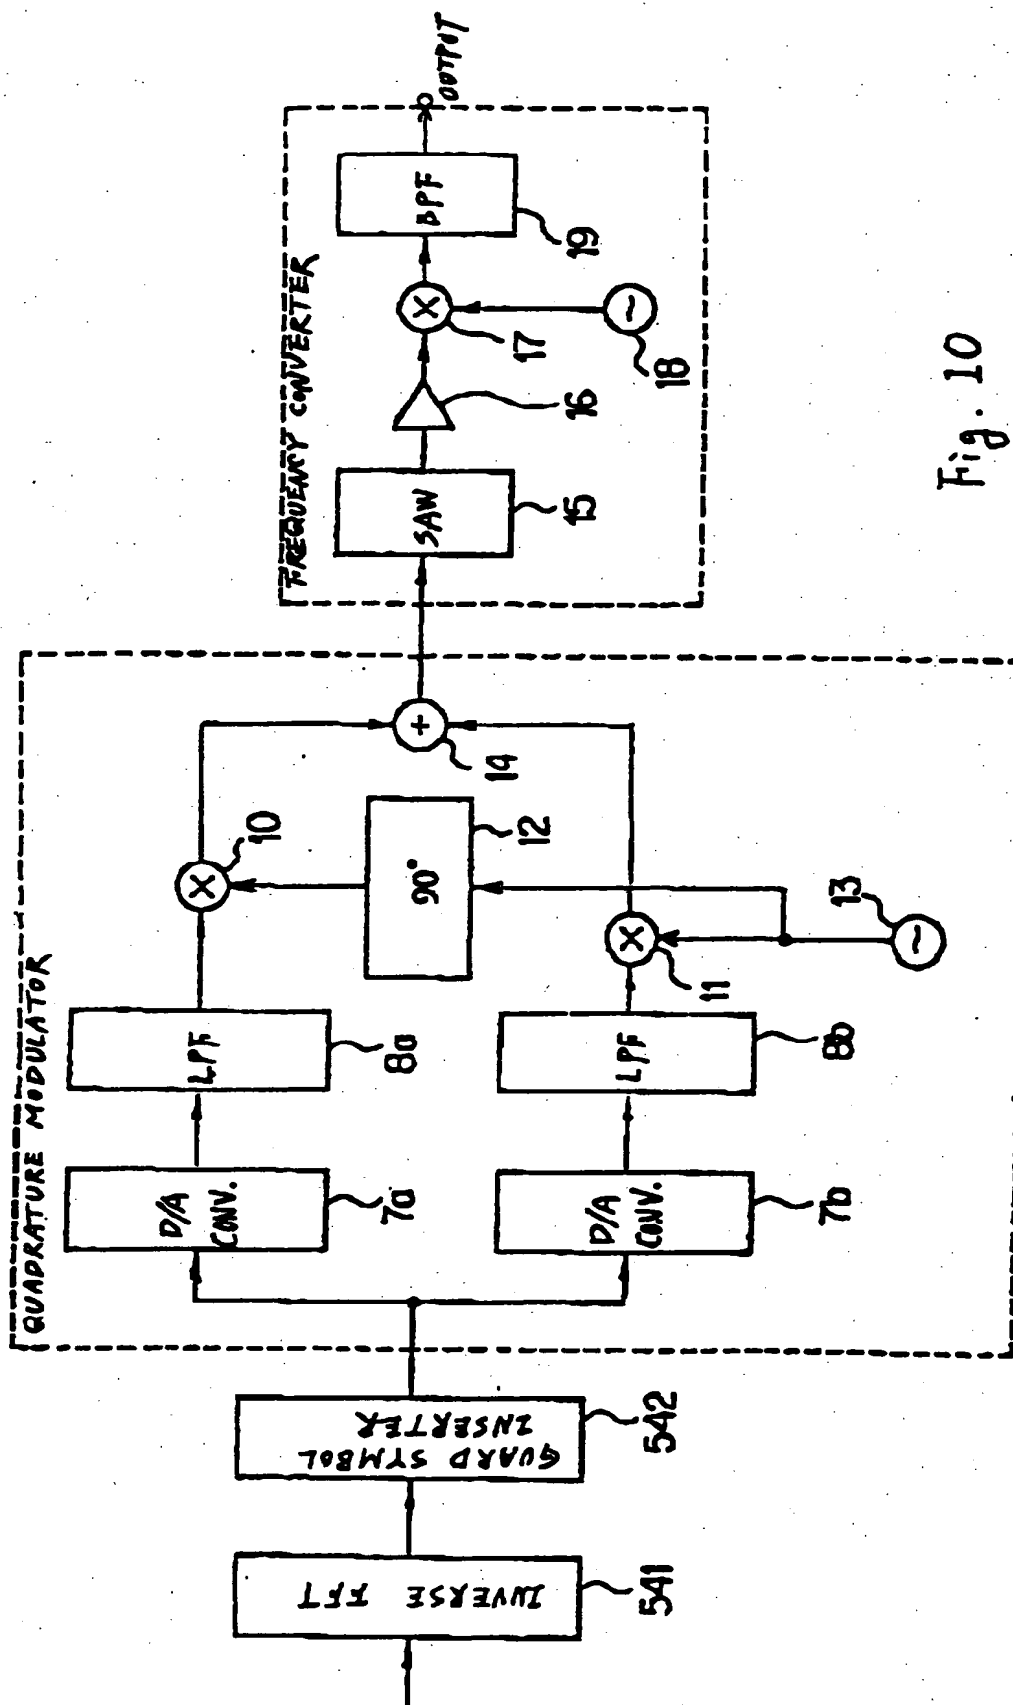 QUADRATURE MODULATOR
FREQUENCY CONVERTER
INVERSE FFT
541
GUARD SYMBOL
INSERTER
542
D/A
CONV.
7a
LPF
8a
10
90°
12
D/A
CONV.
7b
LPF
8b
11
13
+
14
SAW
15
16
17
18
BPF
19
OUTPUT
Fig. 10